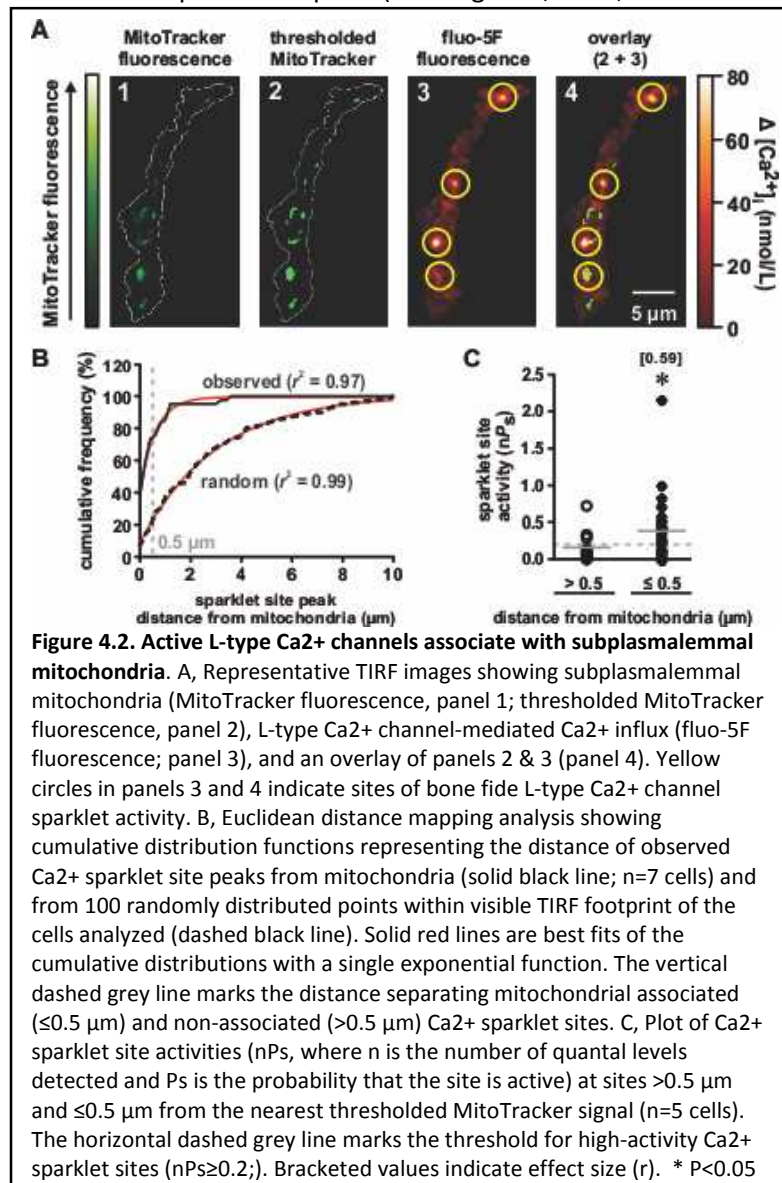 A
MitoTracker fluorescence
thresholded MitoTracker
fluo-5F fluorescence
overlay (2 + 3)
MitoTracker fluorescence
1
2
3
4
5 µm
80
60
40
20
0
Δ [Ca²⁺]ᵢ (nmol/L)
B
cumulative frequency (%)
120
100
80
60
40
20
0
observed (r² = 0.97)
random (r² = 0.99)
0.5 µm
0 2 4 6 8 10
sparklet site peak
distance from mitochondria (µm)
C
sparklet site
activity (nPs)
2.5
2.0
1.5
1.0
0.5
0.0
[0.59]
*
> 0.5 ≤ 0.5
distance from mitochondria (µm)
Figure 4.2. Active L-type Ca2+ channels associate with subplasmalemmal
mitochondria. A, Representative TIRF images showing subplasmalemmal
mitochondria (MitoTracker fluorescence, panel 1; thresholded MitoTracker
fluorescence, panel 2), L-type Ca2+ channel-mediated Ca2+ influx (fluo-5F
fluorescence; panel 3), and an overlay of panels 2 & 3 (panel 4). Yellow
circles in panels 3 and 4 indicate sites of bone fide L-type Ca2+ channel
sparklet activity. B, Euclidean distance mapping analysis showing
cumulative distribution functions representing the distance of observed
Ca2+ sparklet site peaks from mitochondria (solid black line; n=7 cells) and
from 100 randomly distributed points within visible TIRF footprint of the
cells analyzed (dashed black line). Solid red lines are best fits of the
cumulative distributions with a single exponential function. The vertical
dashed grey line marks the distance separating mitochondrial associated
(≤0.5 µm) and non-associated (>0.5 µm) Ca2+ sparklet sites. C, Plot of Ca2+
sparklet site activities (nPs, where n is the number of quantal levels
detected and Ps is the probability that the site is active) at sites >0.5 µm
and ≤0.5 µm from the nearest thresholded MitoTracker signal (n=5 cells).
The horizontal dashed grey line marks the threshold for high-activity Ca2+
sparklet sites (nPs≥0.2;). Bracketed values indicate effect size (r). * P<0.05